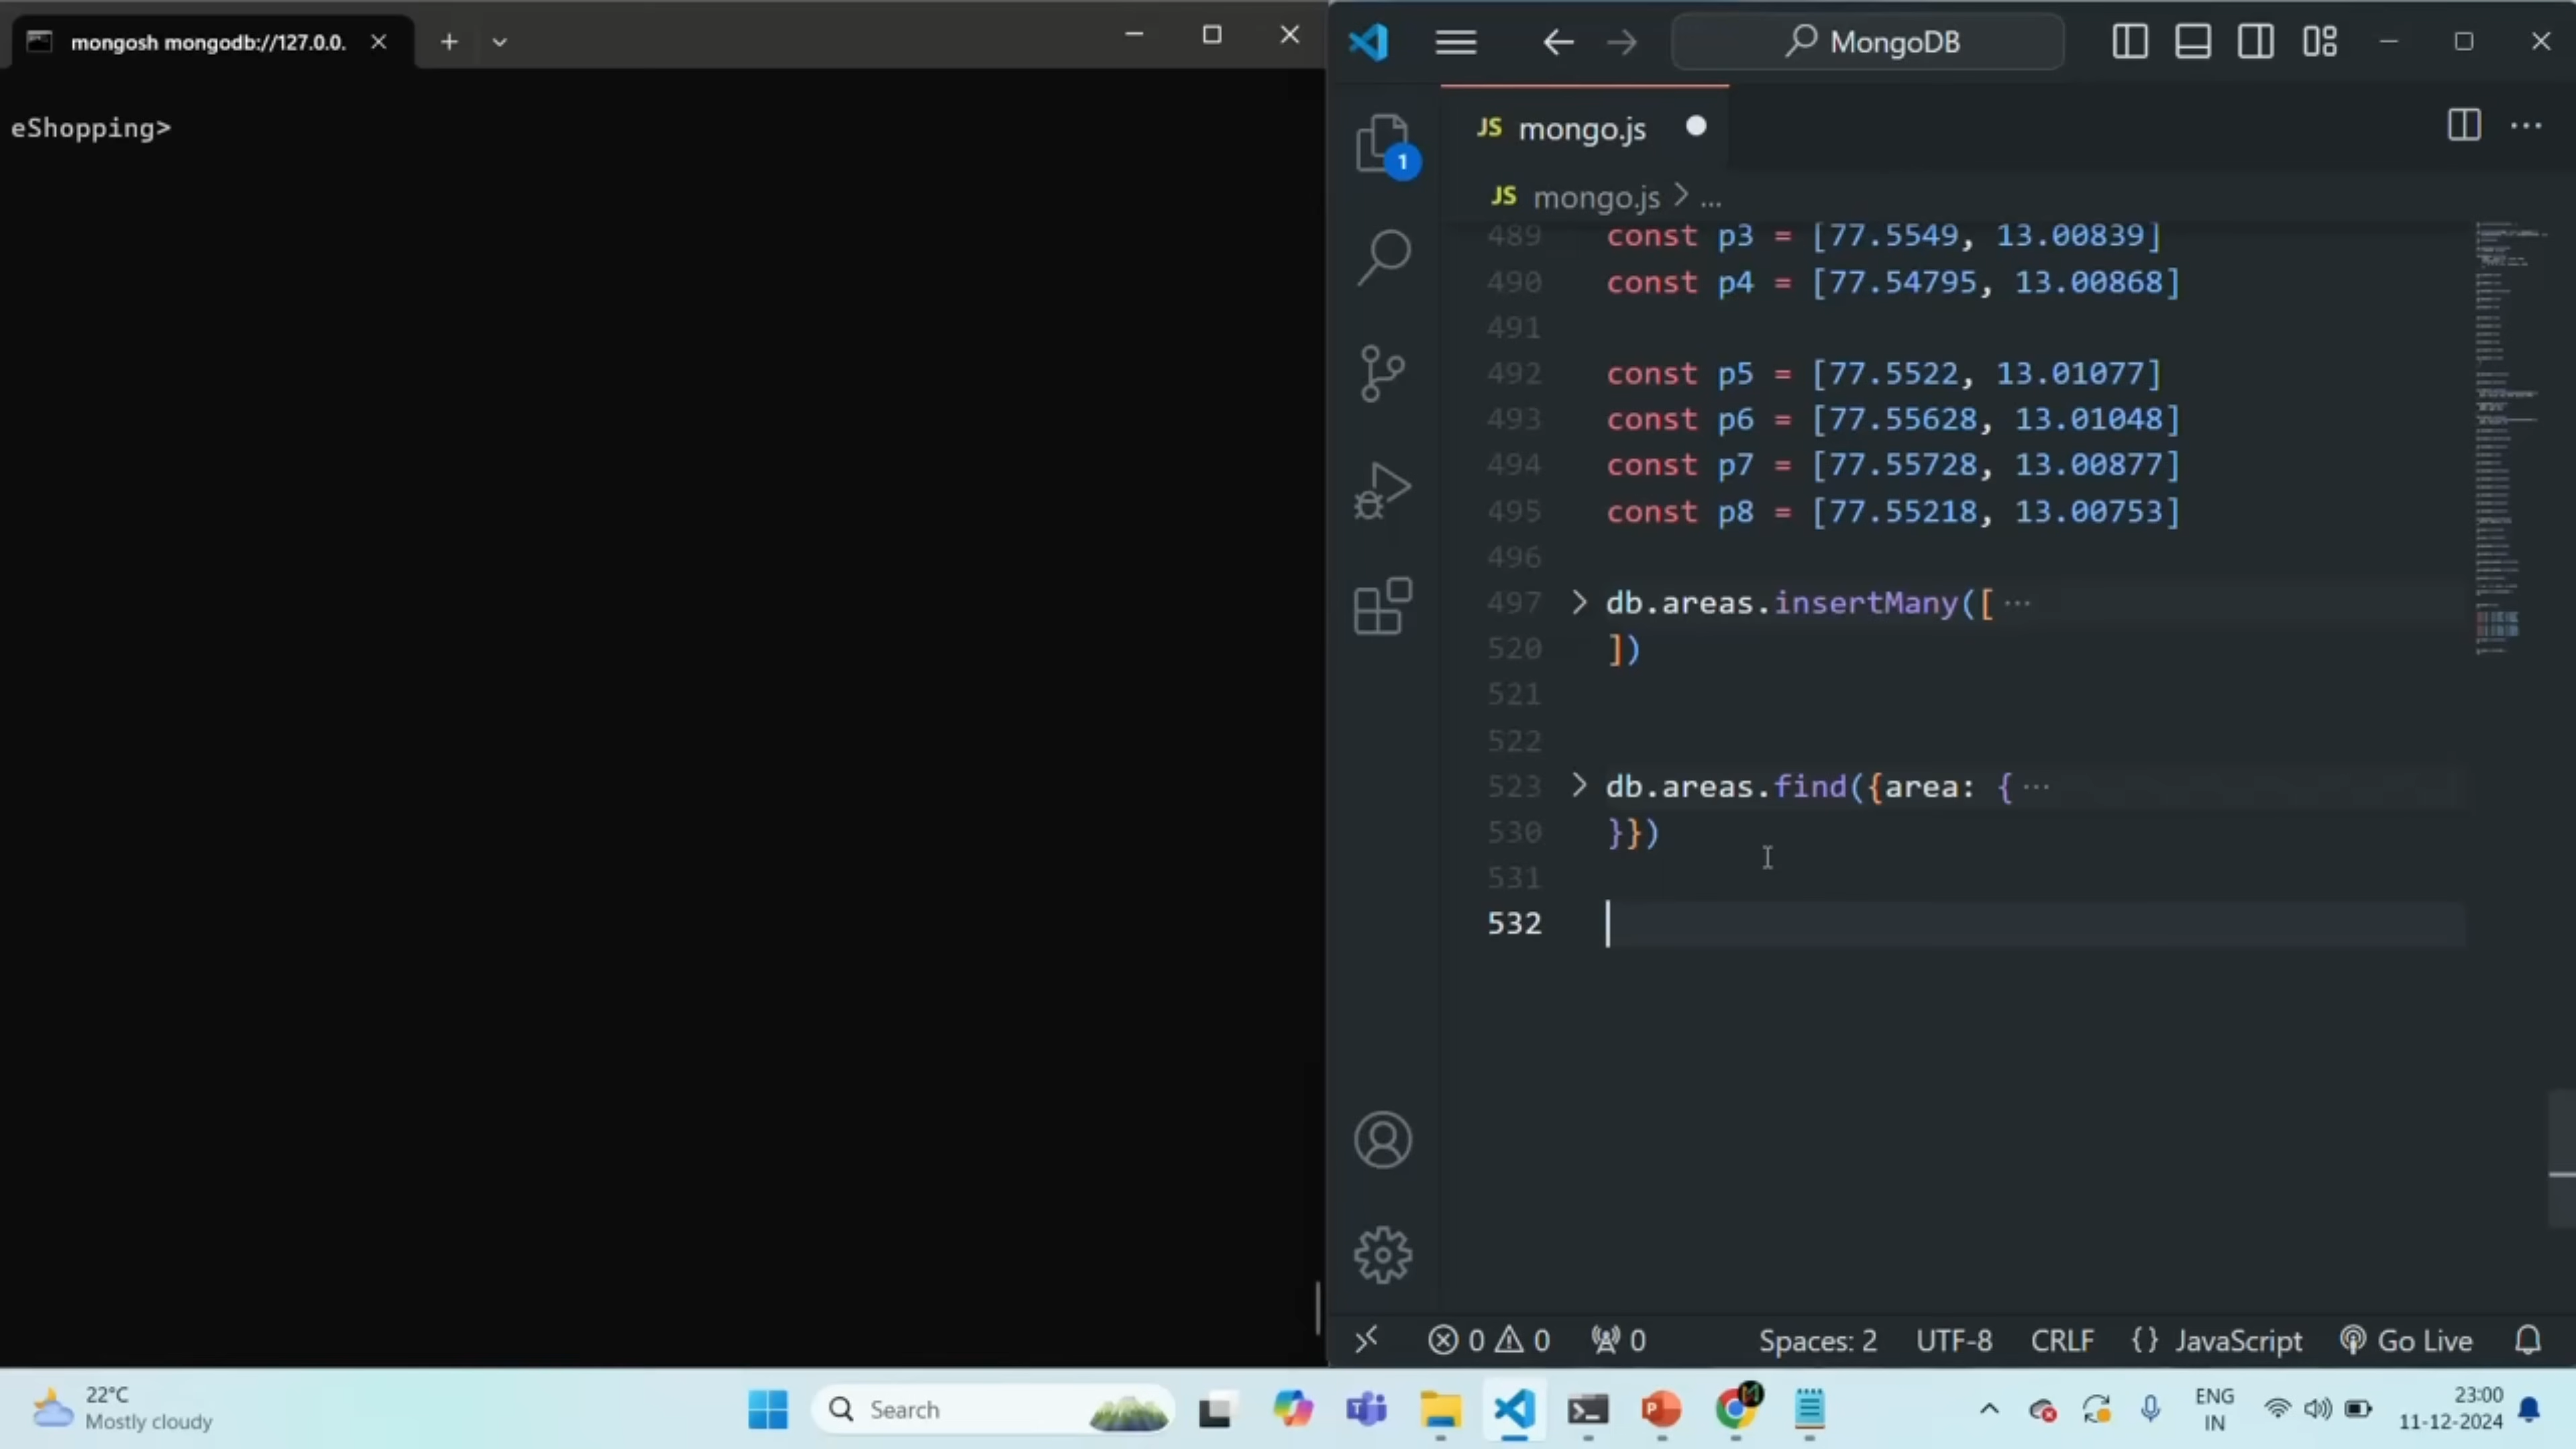 mongosh mongodb://127.0.0.
eShopping>
MongoDB
1
JS mongo.js
JS mongo.js > ...
489 const p3 = [77.5549, 13.00839]
490 const p4 = [77.54795, 13.00868]
491
492 const p5 = [77.5522, 13.01077]
493 const p6 = [77.55628, 13.01048]
494 const p7 = [77.55728, 13.00877]
495 const p8 = [77.55218, 13.00753]
496
497 db.areas.insertMany([ ···
520 ])
521
522
523 db.areas.find({area: { ···
530 }})
531
532
0 0 0 Spaces: 2 UTF-8 CRLF {} JavaScript Go Live
22°C
Mostly cloudy
Search
ENG
IN
23:00
11-12-2024